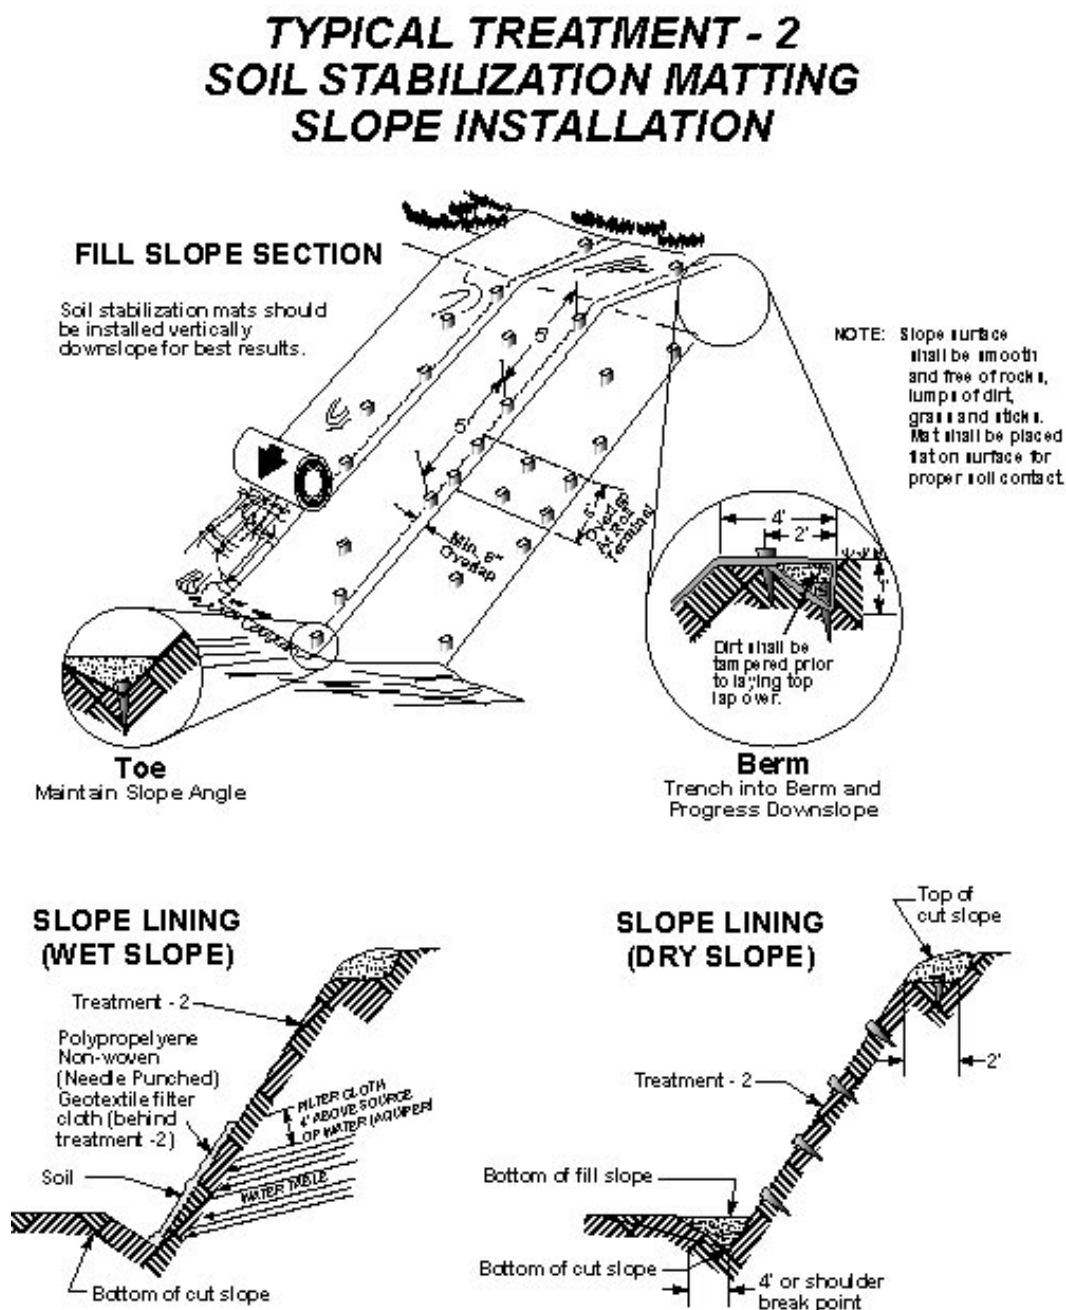 TYPICAL TREATMENT - 2
SOIL STABILIZATION MATTING
SLOPE INSTALLATION
FILL SLOPE SECTION
Soil stabilization mats should
be installed vertically
downslope for best results.
NOTE: Slope surface
shall be smooth
and free of rocks,
lumps of dirt,
grass and sticks.
Mat shall be placed
flat on surface for
proper soil contact.
Min. 6"
Overlap
Overlap
At Roll
Terminal
4'
2'
Dirt shall be
tampered prior
to laying top
lap over.
Toe
Maintain Slope Angle
Berm
Trench into Berm and
Progress Downslope
SLOPE LINING
(WET SLOPE)
Treatment - 2
Polypropelyene
Non-woven
(Needle Punched)
Geotextile filter
cloth (behind
treatment -2)
Soil
FILTER CLOTH
4' ABOVE SOURCE
OF WATER (AQUIFER)
WATER TABLE
Bottom of cut slope
SLOPE LINING
(DRY SLOPE)
Top of
cut slope
2'
Treatment - 2
Bottom of fill slope
Bottom of cut slope
4' or shoulder
break point